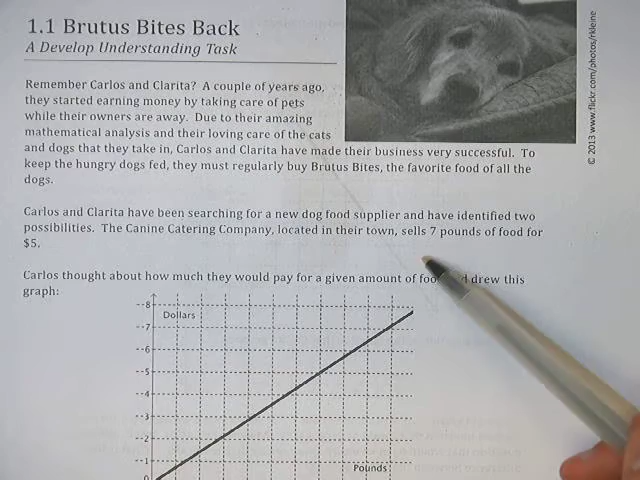 1.1 Brutus Bites Back
A Develop Understanding Task
Remember Carlos and Clarita? A couple of years ago,
they started earning money by taking care of pets
while their owners are away. Due to their amazing
mathematical analysis and their loving care of the cats
and dogs that they take in, Carlos and Clarita have made their business very successful. To
keep the hungry dogs fed, they must regularly buy Brutus Bites, the favorite food of all the
dogs.
Carlos and Clarita have been searching for a new dog food supplier and have identified two
possibilities. The Canine Catering Company, located in their town, sells 7 pounds of food for
$5.
Carlos thought about how much they would pay for a given amount of drew this
graph:
8
Dollars
7
6
5
4
3
2
1
Pounds
0
© 2013 www.flickr.com/photos/rkleine